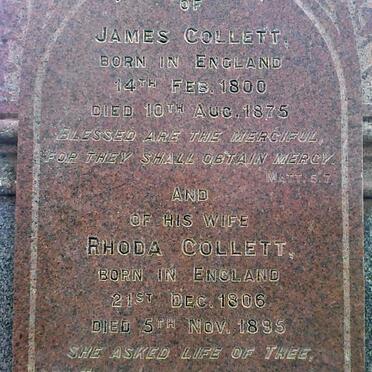 OF
JAMES COLLETT,
BORN IN ENGLAND
14TH FEB. 1800
DIED 10TH AUG. 1875
BLESSED ARE THE MERCIFUL,
FOR THEY SHALL OBTAIN MERCY.
MATT. 5.7.
AND
OF HIS WIFE
RHODA COLLETT,
BORN IN ENGLAND
21ST DEC. 1806
DIED 5TH NOV. 1895
SHE ASKED LIFE OF THEE,